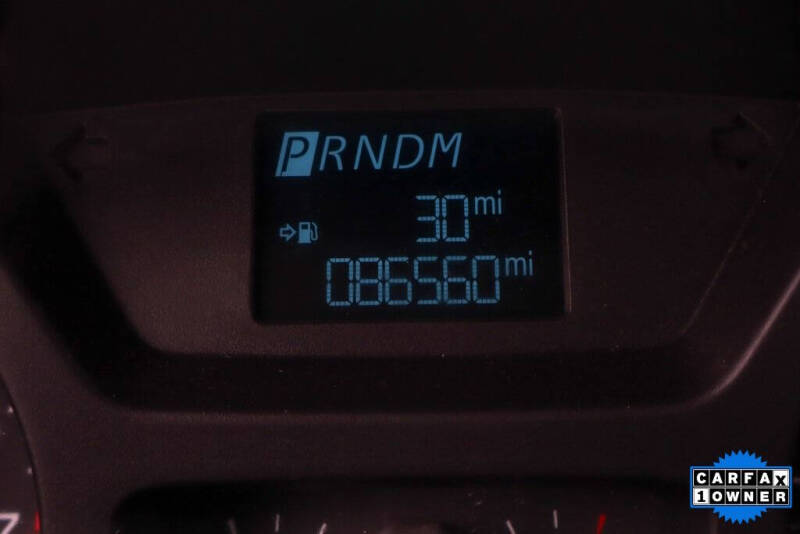 PRNDM
30 mi
086560 mi
CARFAX
1 OWNER